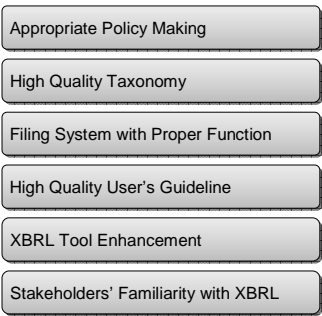 Appropriate Policy Making
High Quality Taxonomy
Filing System with Proper Function
High Quality User's Guideline
XBRL Tool Enhancement
Stakeholders' Familiarity with XBRL